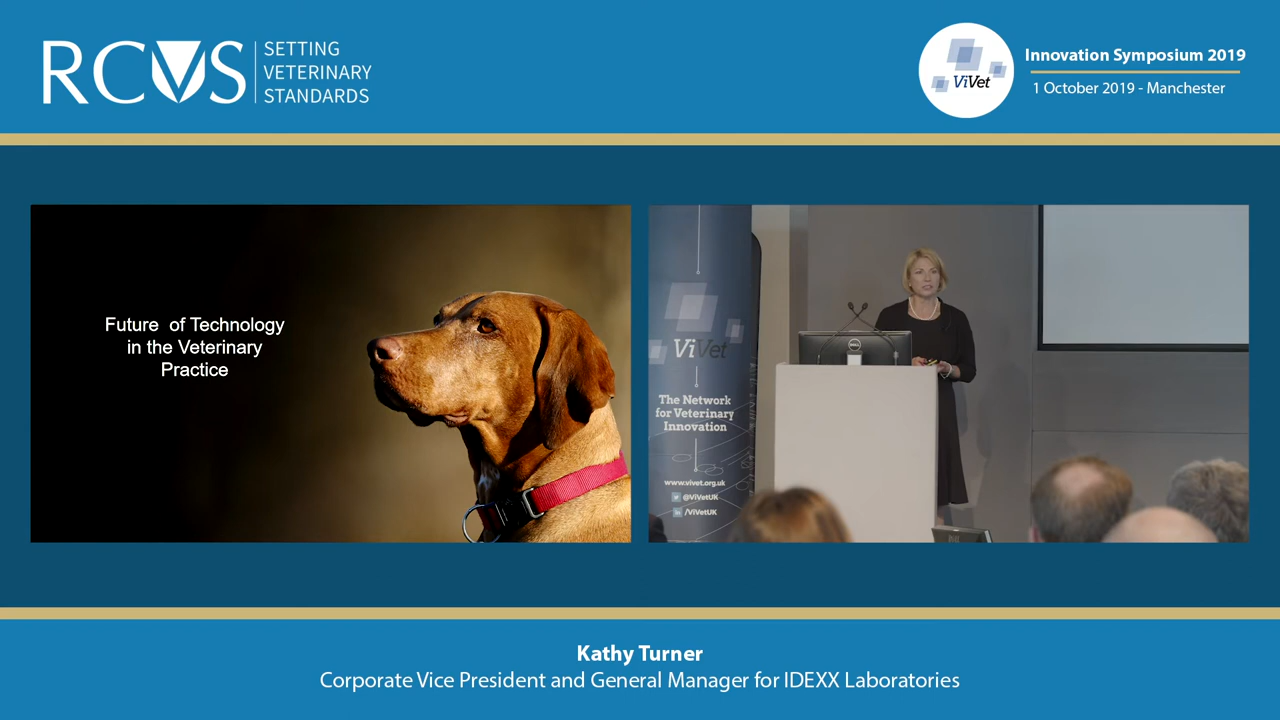 RCVS
SETTING
VETERINARY
STANDARDS
ViVet
Innovation Symposium 2019
1 October 2019 - Manchester
Future of Technology
in the Veterinary
Practice
ViVet
The Network
for Veterinary
Innovation
www.vivet.org.uk
@ViVetUK
/ViVetUK
DELL
Kathy Turner
Corporate Vice President and General Manager for IDEXX Laboratories